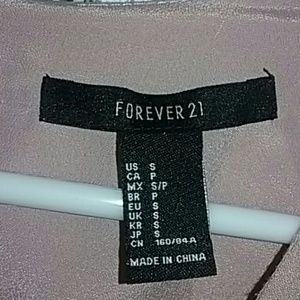 FOREVER 21
US S
CA P
MX S/P
BR P
EU S
UK S
KR S
JP S
CN 160/84A
MADE IN CHINA